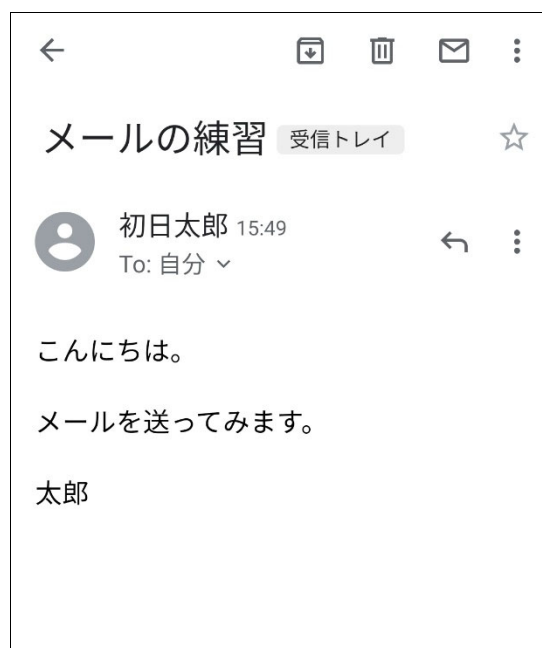 メールの練習 受信トレイ
初日太郎 15:49
To: 自分
こんにちは。
メールを送ってみます。
太郎